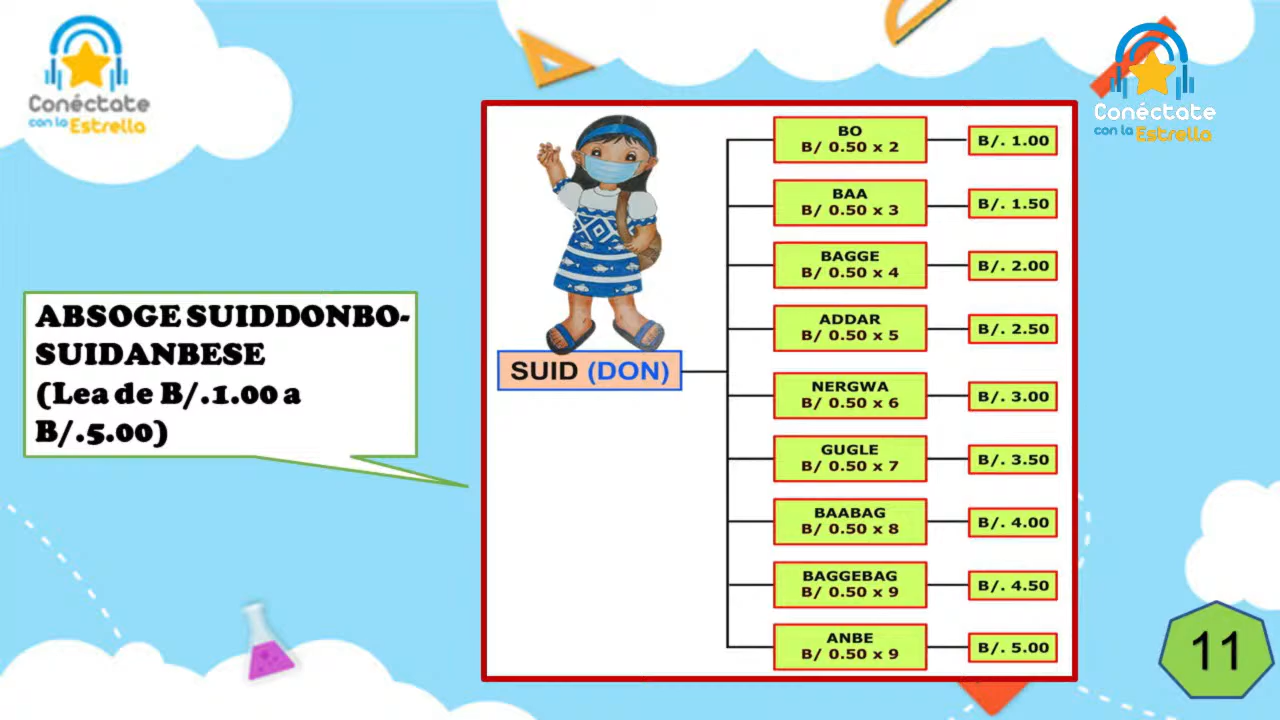 Conéctate
con la Estrella
Conéctate
con la Estrella
ABSOGE SUIDDONBO-
SUIDANBESE
(Lea de B/.1.00 a
B/.5.00)
SUID (DON)
BO
B/ 0.50 x 2
B/. 1.00
BAA
B/ 0.50 x 3
B/. 1.50
BAGGE
B/ 0.50 x 4
B/. 2.00
ADDAR
B/ 0.50 x 5
B/. 2.50
NERGWA
B/ 0.50 x 6
B/. 3.00
GUGLE
B/ 0.50 x 7
B/. 3.50
BAABAG
B/ 0.50 x 8
B/. 4.00
BAGGEBAG
B/ 0.50 x 9
B/. 4.50
ANBE
B/ 0.50 x 9
B/. 5.00
11